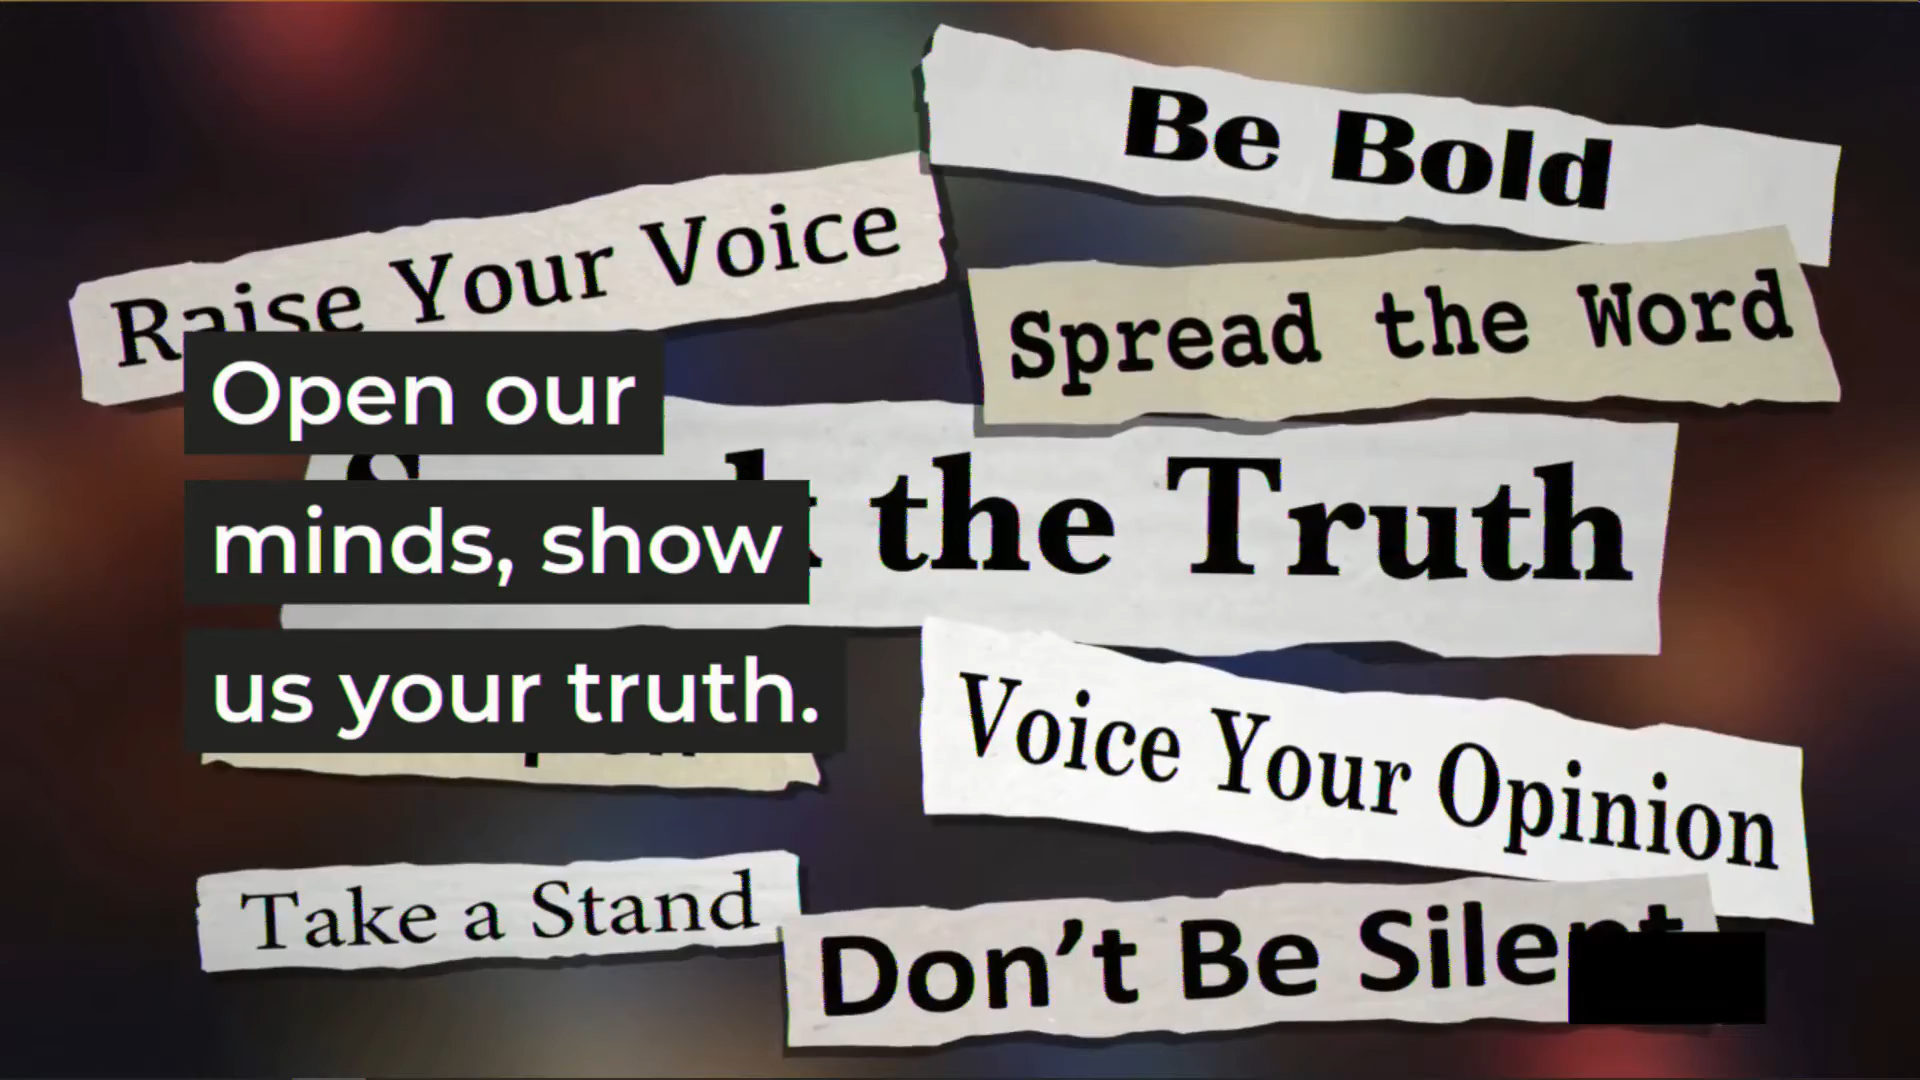 Be Bold
Raise Your Voice
Spread the Word
Open our
minds, show
us your truth.
the Truth
Voice Your Opinion
Take a Stand
Don't Be Silent